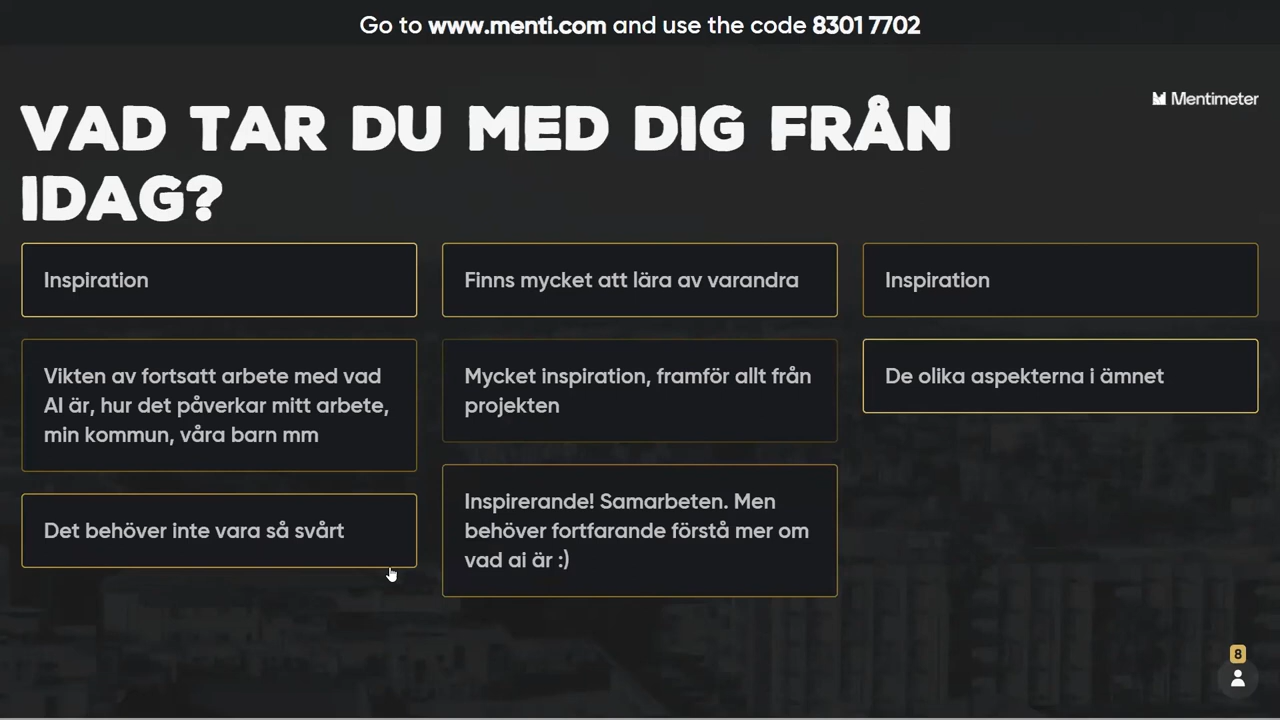 Go to www.menti.com and use the code 8301 7702
Mentimeter
VAD TAR DU MED DIG FRÅN
IDAG?
Inspiration
Vikten av fortsatt arbete med vad
AI är, hur det påverkar mitt arbete,
min kommun, våra barn mm
Det behöver inte vara så svårt
Finns mycket att lära av varandra
Mycket inspiration, framför allt från
projekten
Inspirerande! Samarbeten. Men
behöver fortfarande förstå mer om
vad ai är :)
Inspiration
De olika aspekterna i ämnet
8